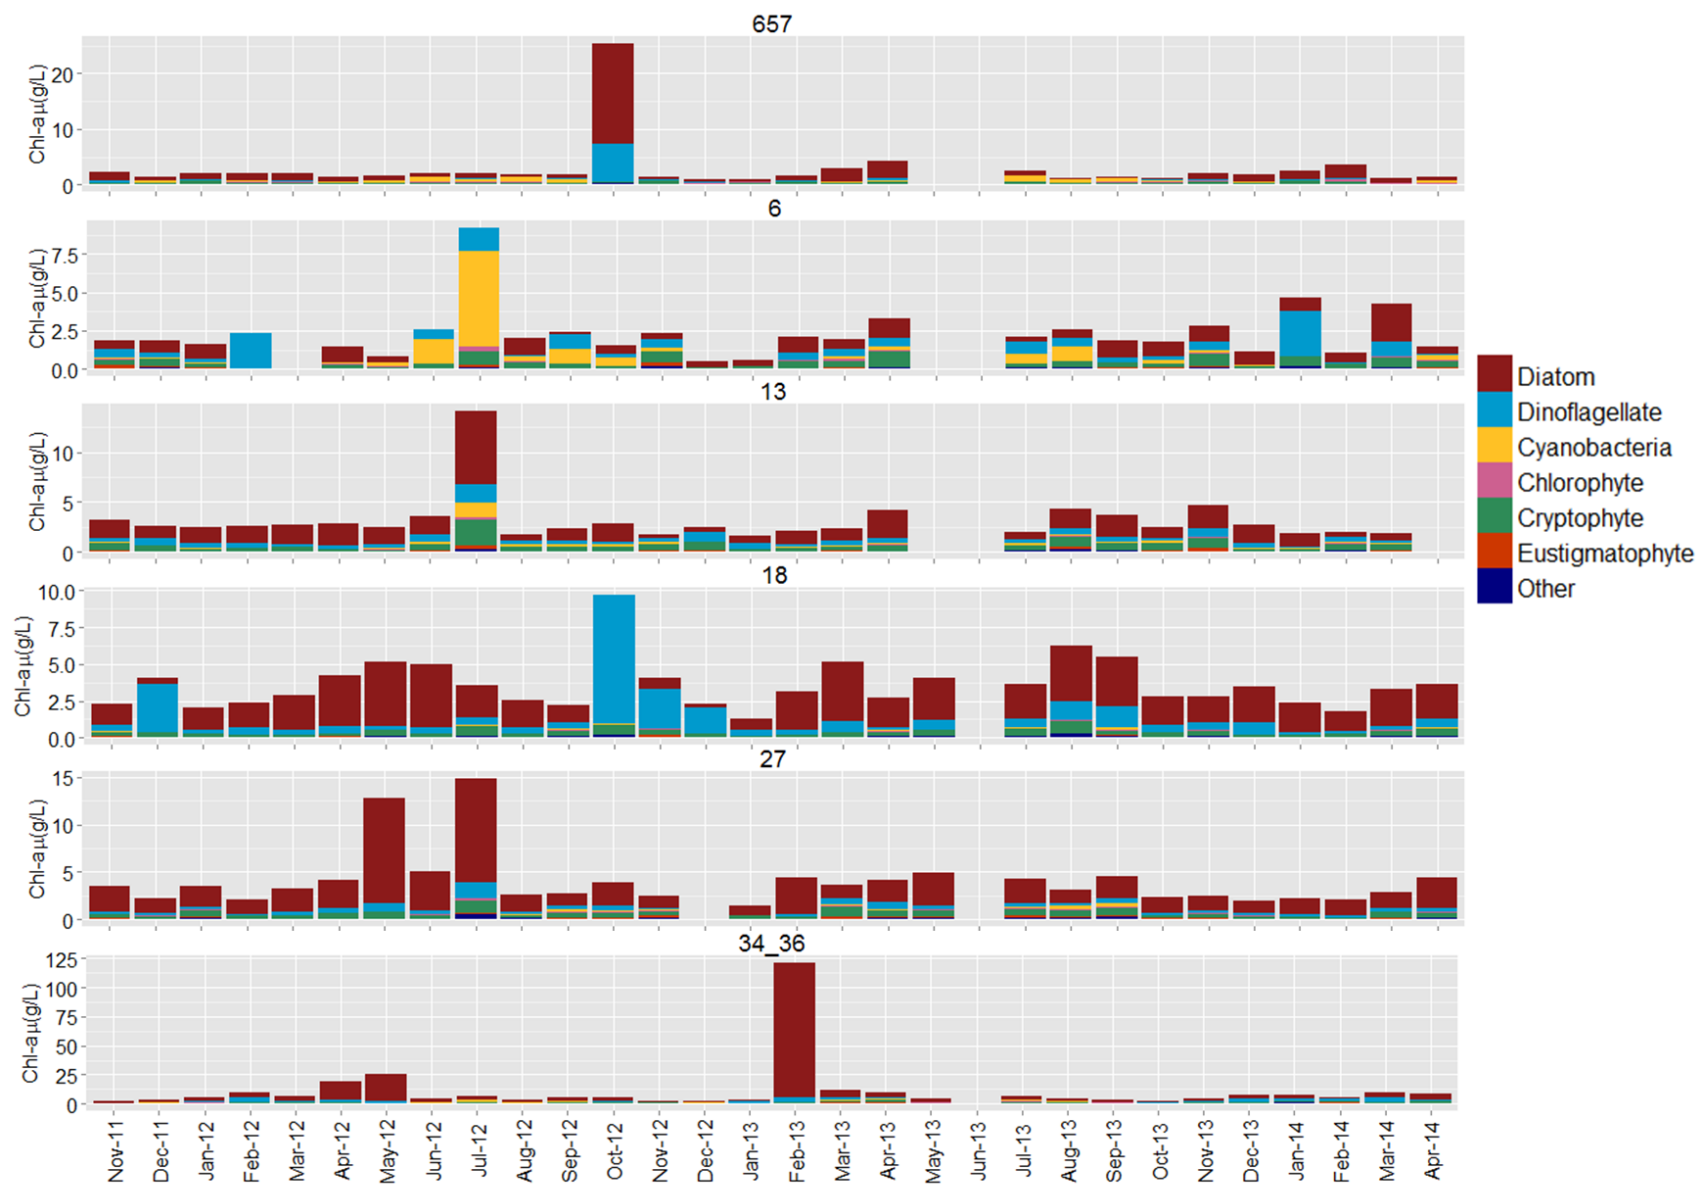 657
Chl-aµ(g/L)
20
10
0
6
Chl-aµ(g/L)
7.5
5.0
2.5
0.0
13
Chl-aµ(g/L)
10
5
0
18
Chl-aµ(g/L)
10.0
7.5
5.0
2.5
0.0
27
Chl-aµ(g/L)
15
10
5
0
34_36
Chl-aµ(g/L)
125
100
75
50
25
0
Nov-11
Dec-11
Jan-12
Feb-12
Mar-12
Apr-12
May-12
Jun-12
Jul-12
Aug-12
Sep-12
Oct-12
Nov-12
Dec-12
Jan-13
Feb-13
Mar-13
Apr-13
May-13
Jun-13
Jul-13
Aug-13
Sep-13
Oct-13
Nov-13
Dec-13
Jan-14
Feb-14
Mar-14
Apr-14
Diatom
Dinoflagellate
Cyanobacteria
Chlorophyte
Cryptophyte
Eustigmatophyte
Other